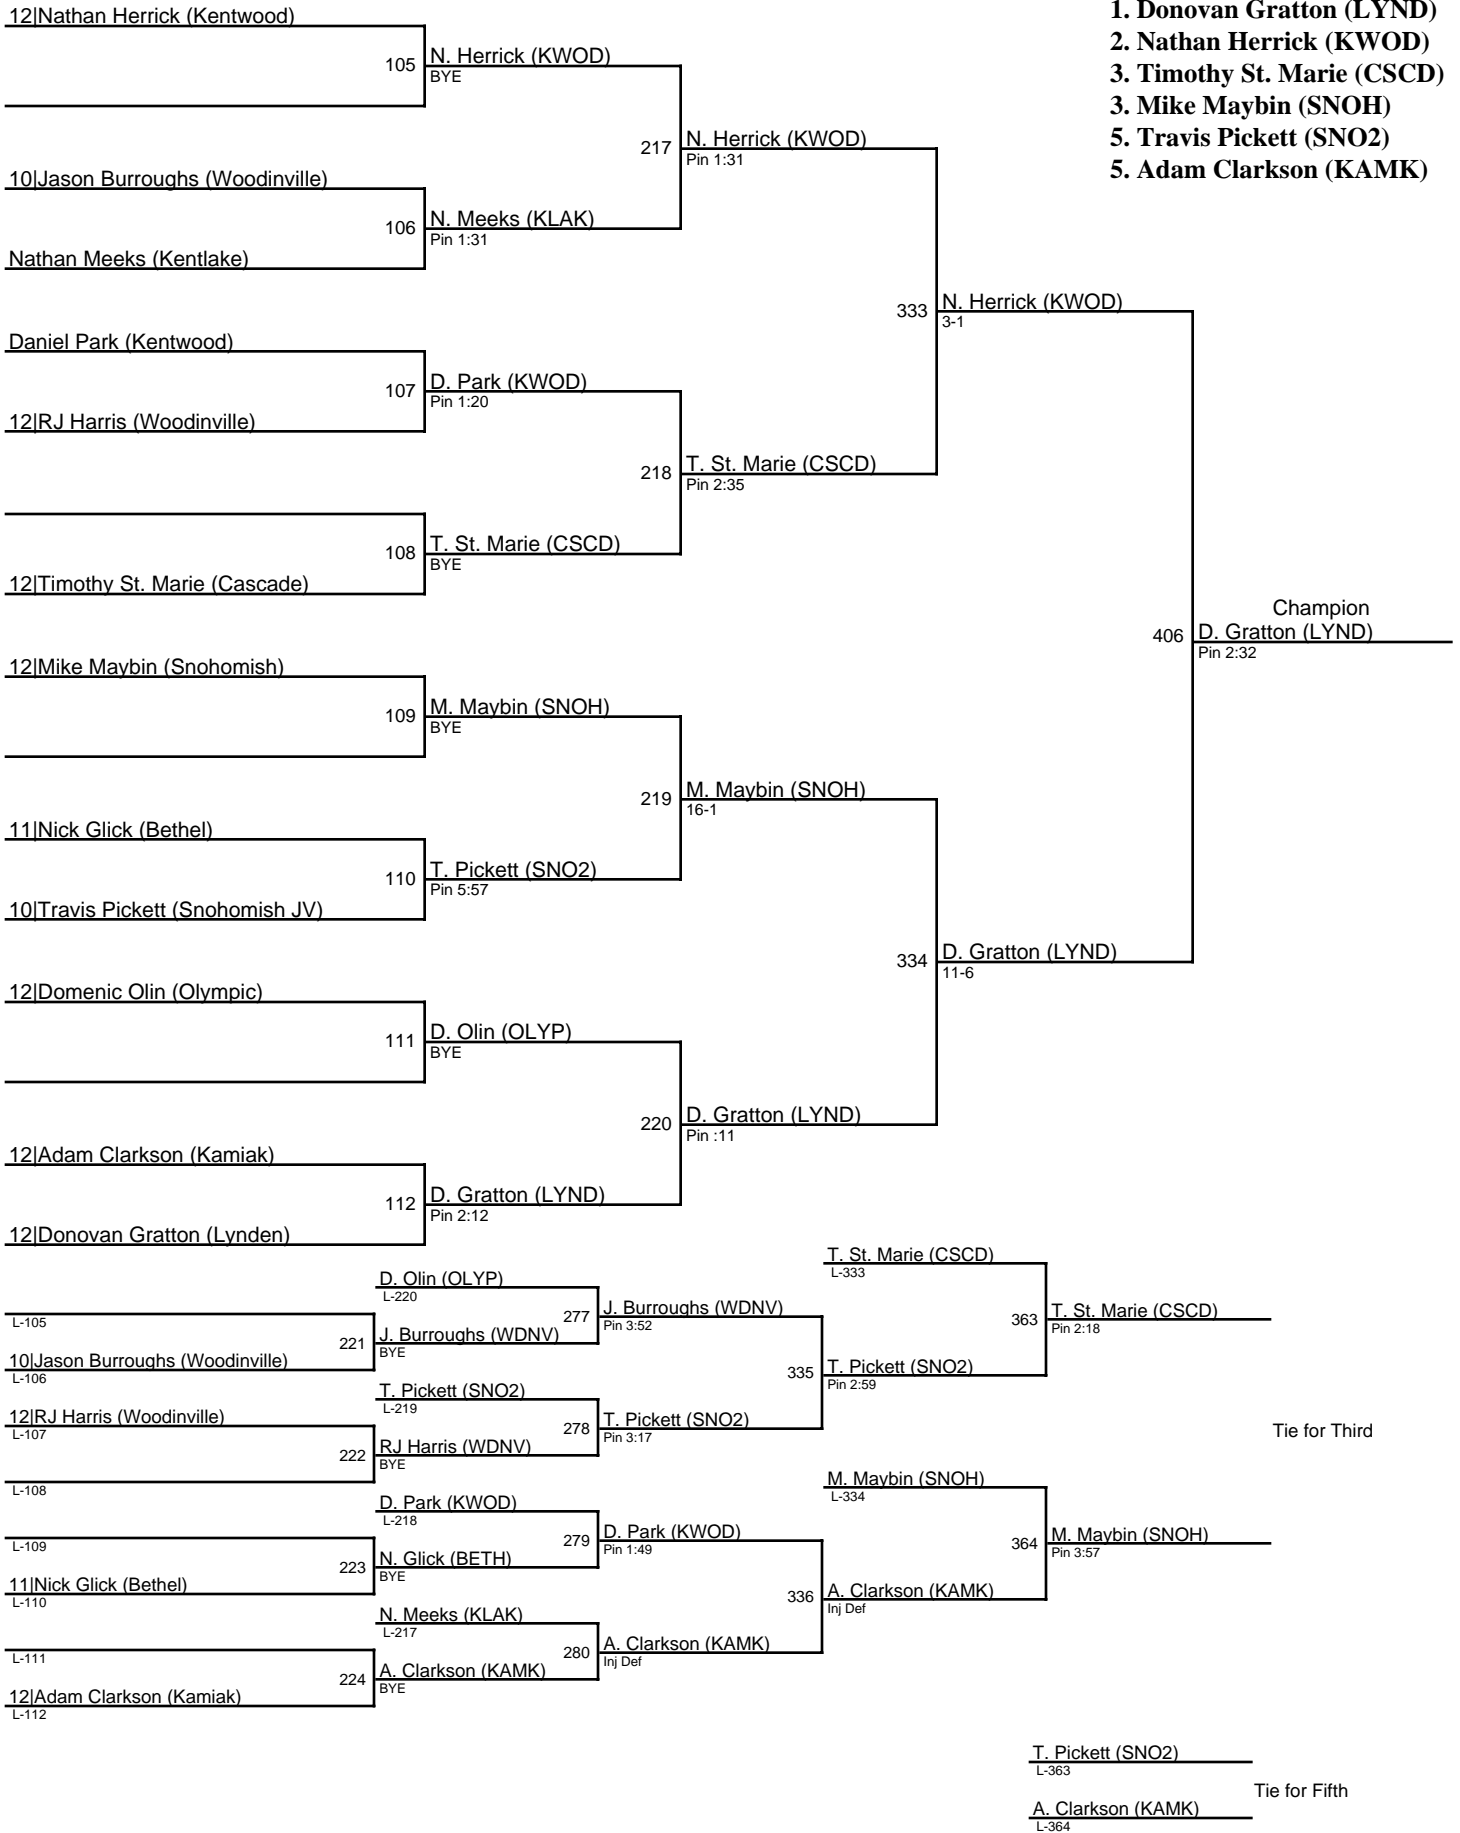 12|Nathan Herrick (Kentwood)
105
N. Herrick (KWOD)
BYE
217
N. Herrick (KWOD)
Pin 1:31
10|Jason Burroughs (Woodinville)
106
N. Meeks (KLAK)
Pin 1:31
Nathan Meeks (Kentlake)
333
N. Herrick (KWOD)
3-1
Daniel Park (Kentwood)
107
D. Park (KWOD)
Pin 1:20
12|RJ Harris (Woodinville)
218
T. St. Marie (CSCD)
Pin 2:35
108
T. St. Marie (CSCD)
BYE
12|Timothy St. Marie (Cascade)
Champion
406
D. Gratton (LYND)
Pin 2:32
12|Mike Maybin (Snohomish)
109
M. Maybin (SNOH)
BYE
219
M. Maybin (SNOH)
16-1
11|Nick Glick (Bethel)
110
T. Pickett (SNO2)
Pin 5:57
10|Travis Pickett (Snohomish JV)
334
D. Gratton (LYND)
11-6
12|Domenic Olin (Olympic)
111
D. Olin (OLYP)
BYE
220
D. Gratton (LYND)
Pin :11
12|Adam Clarkson (Kamiak)
112
D. Gratton (LYND)
Pin 2:12
12|Donovan Gratton (Lynden)
1. Donovan Gratton (LYND)
2. Nathan Herrick (KWOD)
3. Timothy St. Marie (CSCD)
3. Mike Maybin (SNOH)
5. Travis Pickett (SNO2)
5. Adam Clarkson (KAMK)
T. St. Marie (CSCD)
L-333
D. Olin (OLYP)
L-220
277
J. Burroughs (WDNV)
Pin 3:52
363
T. St. Marie (CSCD)
Pin 2:18
L-105
221
J. Burroughs (WDNV)
BYE
10|Jason Burroughs (Woodinville)
L-106
335
T. Pickett (SNO2)
Pin 2:59
T. Pickett (SNO2)
L-219
12|RJ Harris (Woodinville)
L-107
278
T. Pickett (SNO2)
Pin 3:17
Tie for Third
222
RJ Harris (WDNV)
BYE
L-108
M. Maybin (SNOH)
L-334
D. Park (KWOD)
L-218
279
D. Park (KWOD)
Pin 1:49
364
M. Maybin (SNOH)
Pin 3:57
L-109
223
N. Glick (BETH)
BYE
11|Nick Glick (Bethel)
L-110
336
A. Clarkson (KAMK)
Inj Def
N. Meeks (KLAK)
L-217
280
A. Clarkson (KAMK)
Inj Def
L-111
224
A. Clarkson (KAMK)
BYE
12|Adam Clarkson (Kamiak)
L-112
T. Pickett (SNO2)
L-363
Tie for Fifth
A. Clarkson (KAMK)
L-364